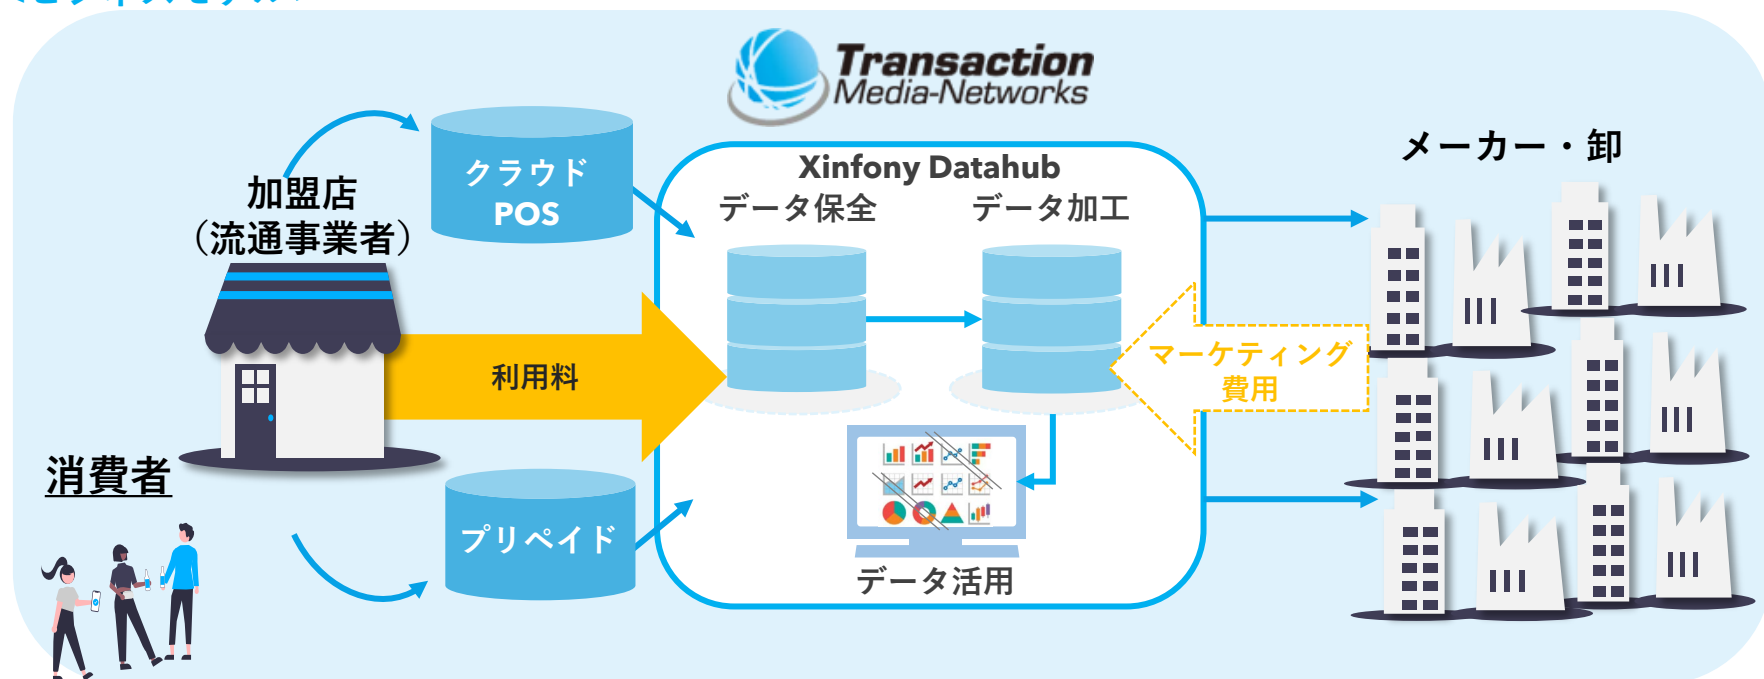 Transaction
Media-Networks
メーカー・卸
加盟店
（流通事業者）
クラウド
POS
Xinfony Datahub
データ保全
データ加工
利用料
マーケティング
費用
消費者
プリペイド
データ活用